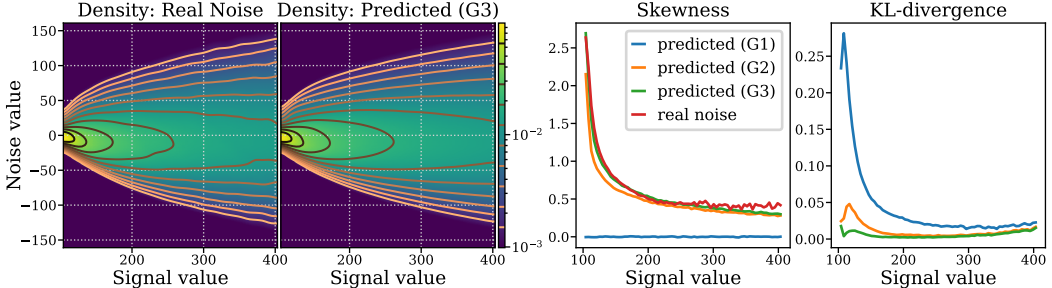 Density: Real Noise
Density: Predicted (G3)
Noise value
150
100
50
0
−50
−100
−150
200
300
400
Signal value
200
300
400
Signal value
10⁻²
10⁻³
Skewness
2.5
2.0
1.5
1.0
0.5
0.0
predicted (G1)
predicted (G2)
predicted (G3)
real noise
100
200
300
400
Signal value
KL-divergence
0.25
0.20
0.15
0.10
0.05
0.00
100
200
300
400
Signal value